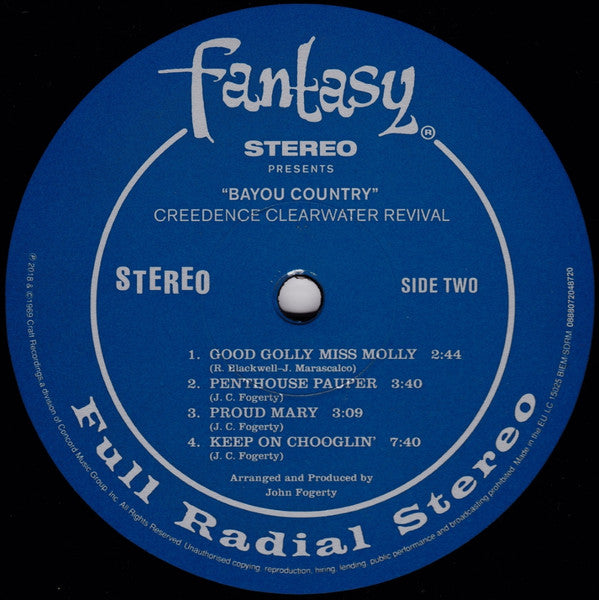 fantasy®
STEREO
PRESENTS
"BAYOU COUNTRY"
CREEDENCE CLEARWATER REVIVAL
STEREO
SIDE TWO
1. GOOD GOLLY MISS MOLLY 2:44
(R. Blackwell–J. Marascalco)
2. PENTHOUSE PAUPER 3:40
(J. C. Fogerty)
3. PROUD MARY 3:09
(J. C. Fogerty)
4. KEEP ON CHOOGLIN' 7:40
(J. C. Fogerty)
Arranged and Produced by
John Fogerty
Full Radial Stereo
℗ 2018 & ©1969 Craft Recordings, a division of Concord Music Group, Inc. All Rights Reserved. Unauthorised copying, reproduction, hiring, lending, public performance and broadcasting prohibited. Made in the EU. LC 15025 BIEM/SDRM 0888072048720